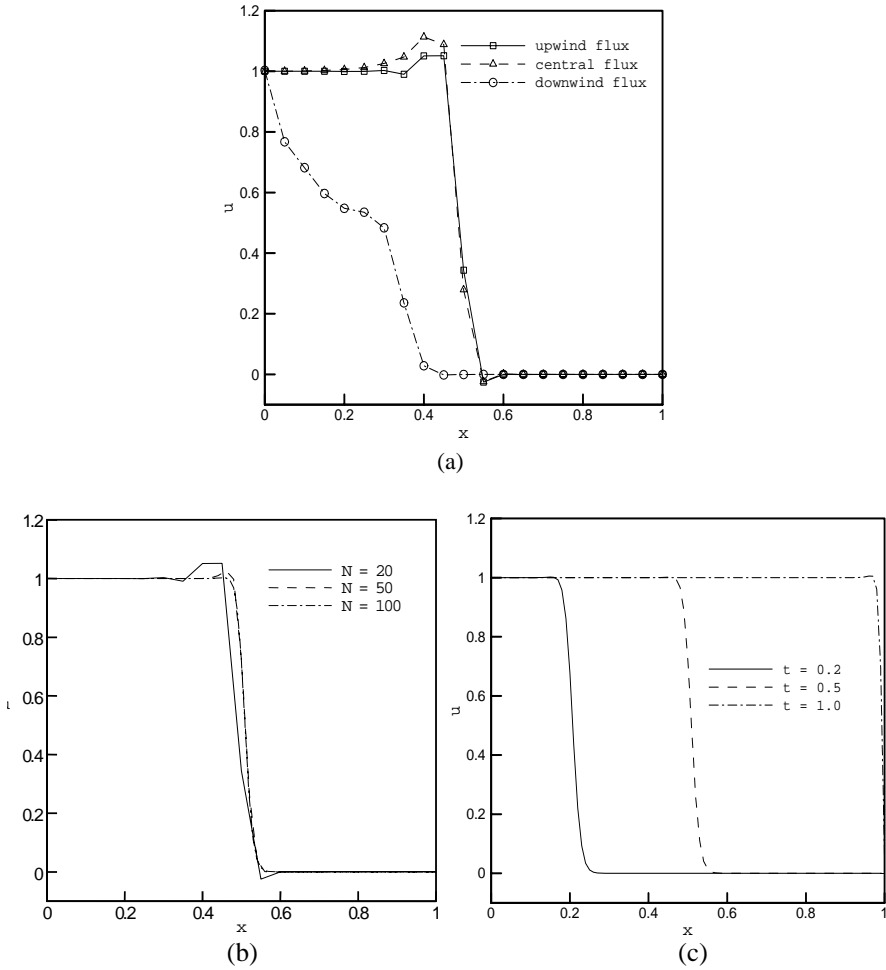 1.2
1
0.8
0.6
0.4
0.2
0
u
0 0.2 0.4 0.6 0.8 1
x
upwind flux
central flux
downwind flux
(a)
1.2
1
0.8
0.6
0.4
0.2
0
0 0.2 0.4 0.6 0.8 1
x
N = 20
N = 50
N = 100
(b)
1.2
1
0.8
0.6
0.4
0.2
0
u
0 0.2 0.4 0.6 0.8 1
x
t = 0.2
t = 0.5
t = 1.0
(c)